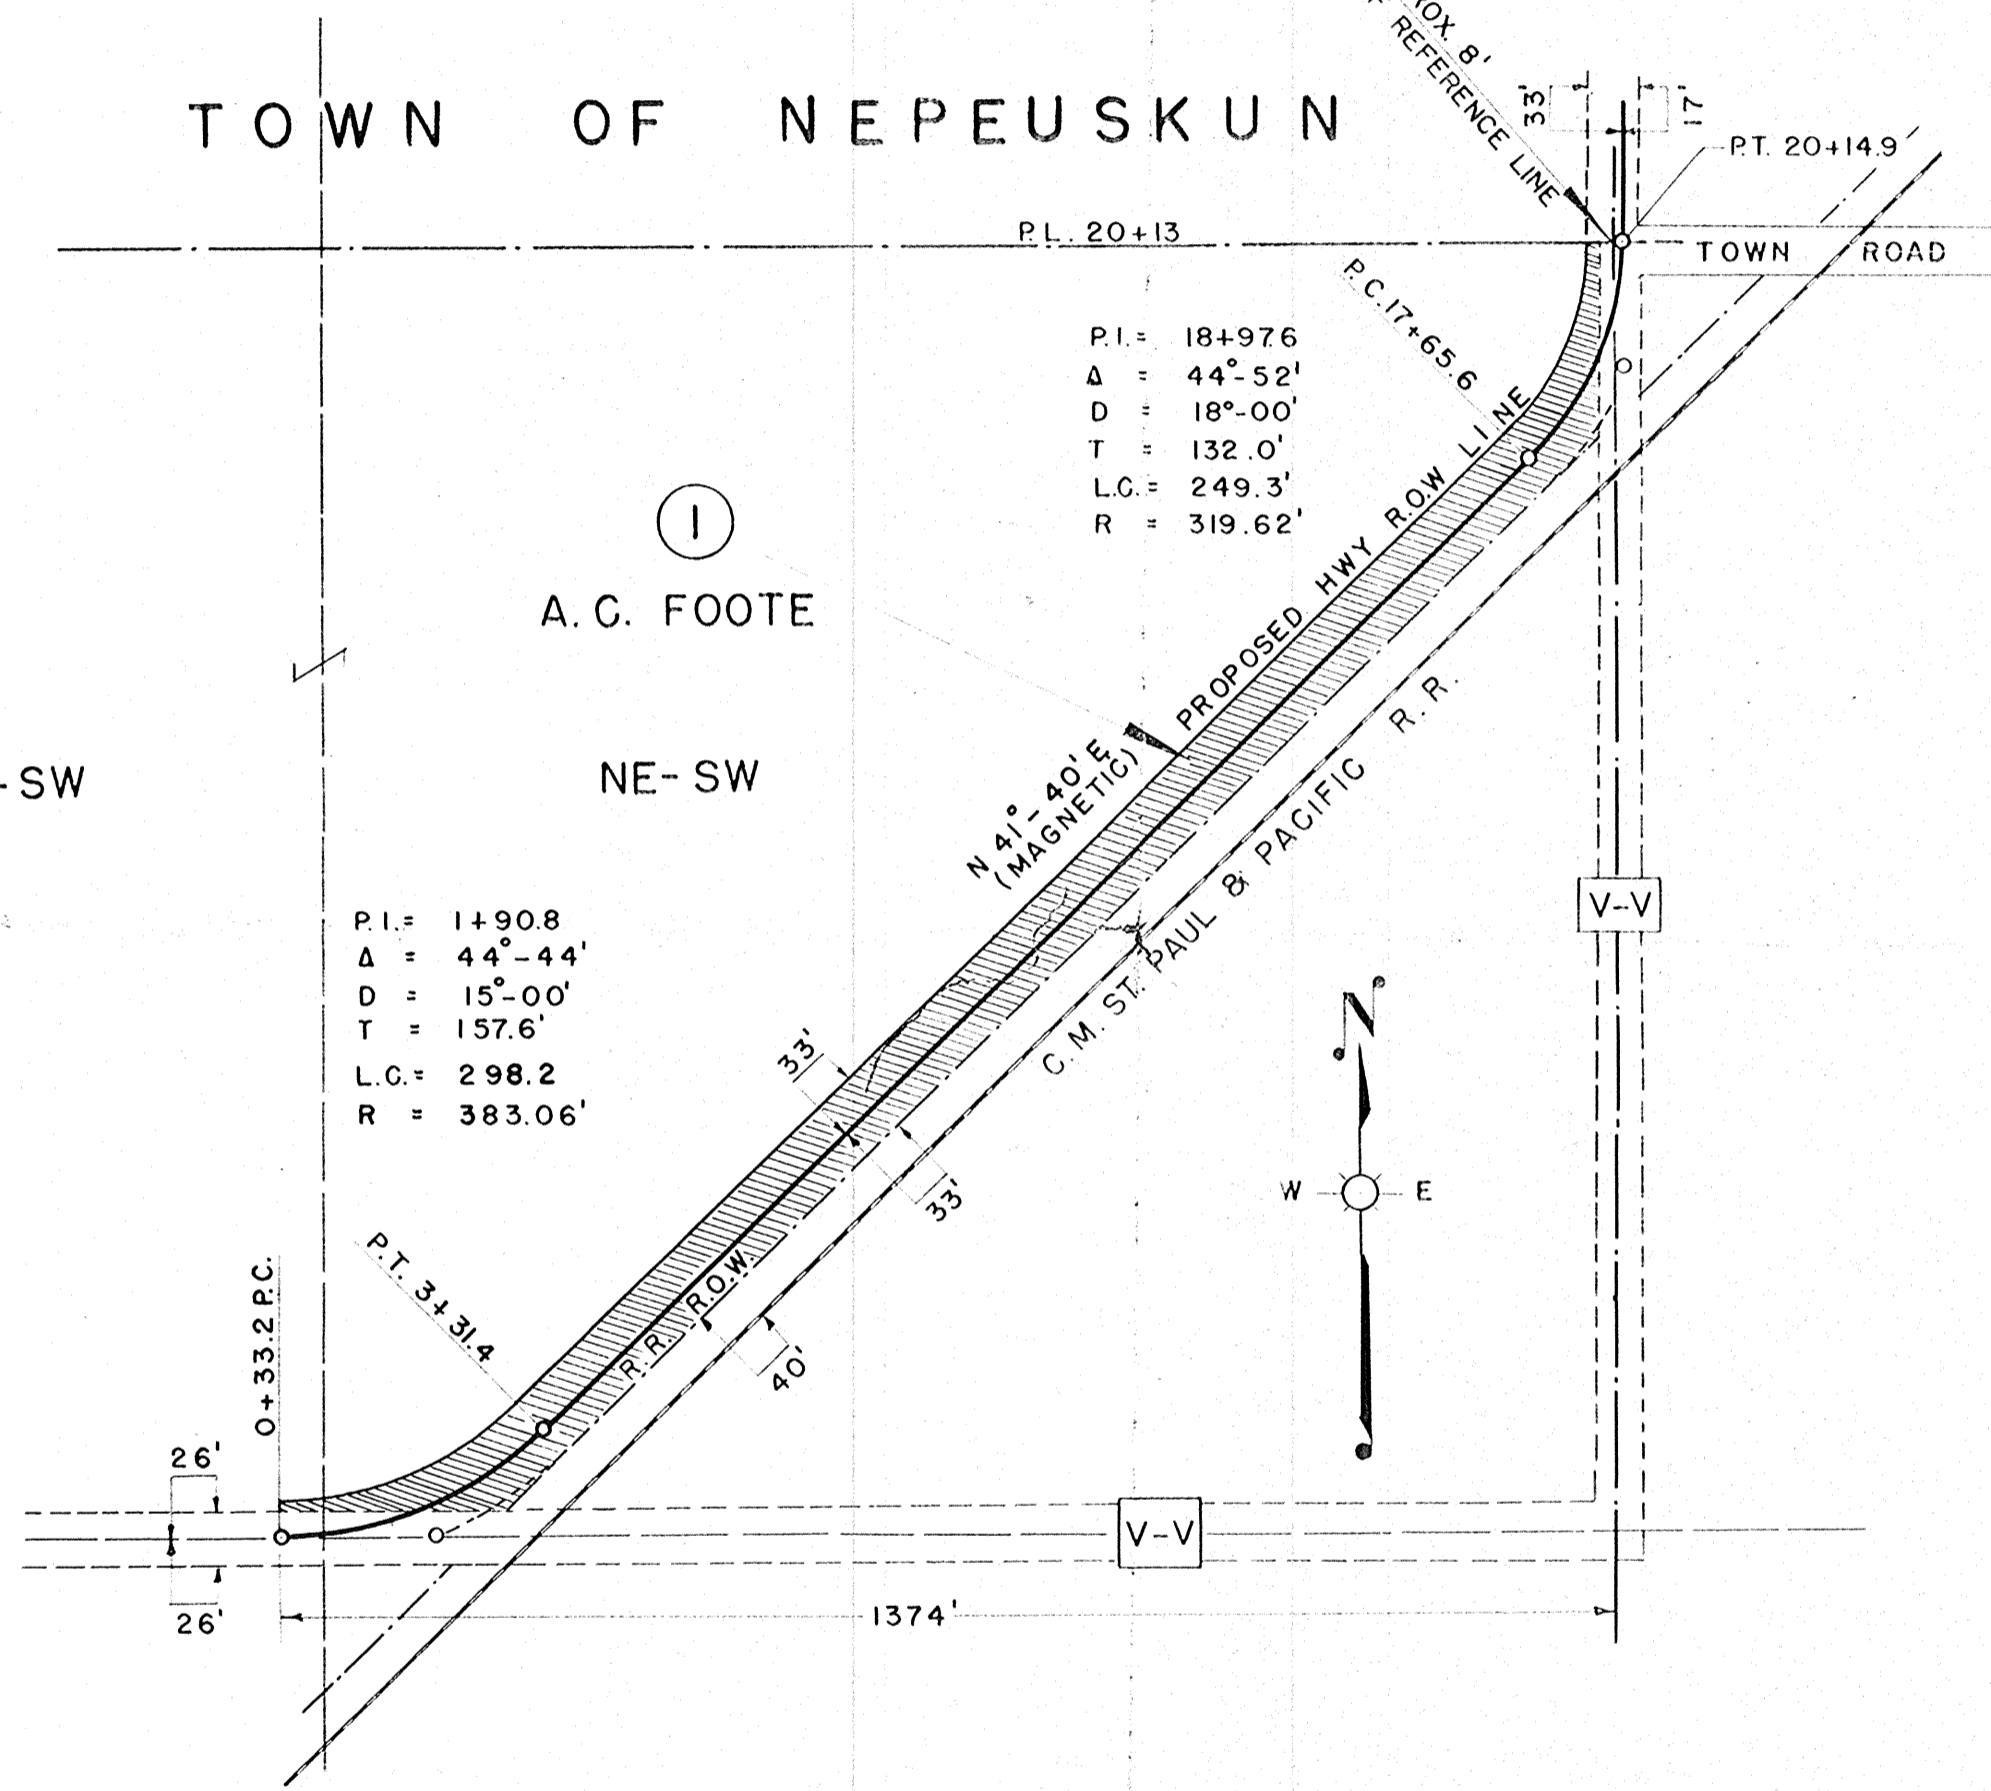 TOWN OF NEPEUSKUN
8'
REFERENCE LINE
33'
17'
P.T. 20+14.9
P.L. 20+13
TOWN ROAD
P.C. 17+65.6
P.I. = 18+97.6
Δ = 44°-52'
D = 18°-00'
T = 132.0'
L.C. = 249.3'
R = 319.62'
1
A. C. FOOTE
PROPOSED HWY R.O.W LINE
N 41°-40' E
(MAGNETIC)
C. M. ST. PAUL & PACIFIC R. R.
-SW
NE-SW
V-V
P.I. = 1+90.8
Δ = 44°-44'
D = 15°-00'
T = 157.6'
L.C. = 298.2
R = 383.06'
33'
33'
N
W E
P.T. 3+31.4
0+33.2 P.C.
R.R. R.O.W.
40'
26'
26'
V-V
1374'